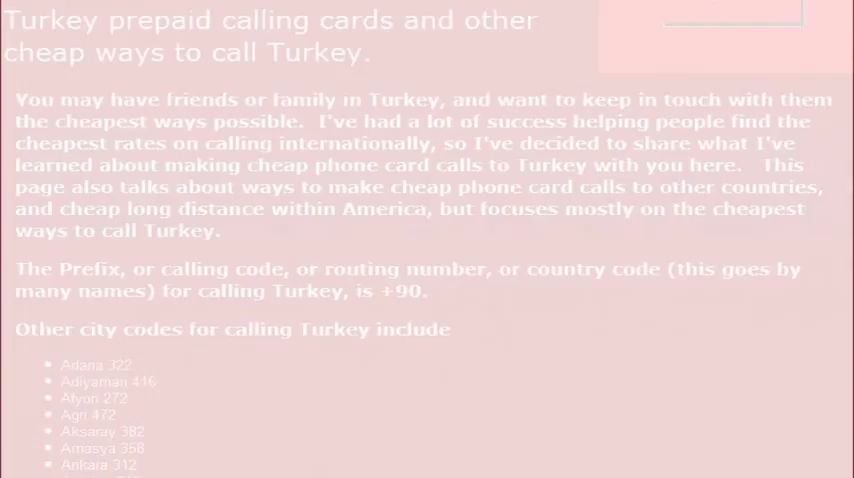 Turkey prepaid calling cards and other
cheap ways to call Turkey.
You may have friends or family in Turkey, and want to keep in touch with them
the cheapest ways possible. I've had a lot of success helping people find the
cheapest rates on calling internationally, so I've decided to share what I've
learned about making cheap phone card calls to Turkey with you here. This
page also talks about ways to make cheap phone card calls to other countries,
and cheap long distance within America, but focuses mostly on the cheapest
ways to call Turkey.
The Prefix, or calling code, or routing number, or country code (this goes by
many names) for calling Turkey, is +90.
Other city codes for calling Turkey include
Adana 322
Adiyaman 416
Afyon 272
Agri 472
Aksaray 382
Amasya 358
Ankara 312